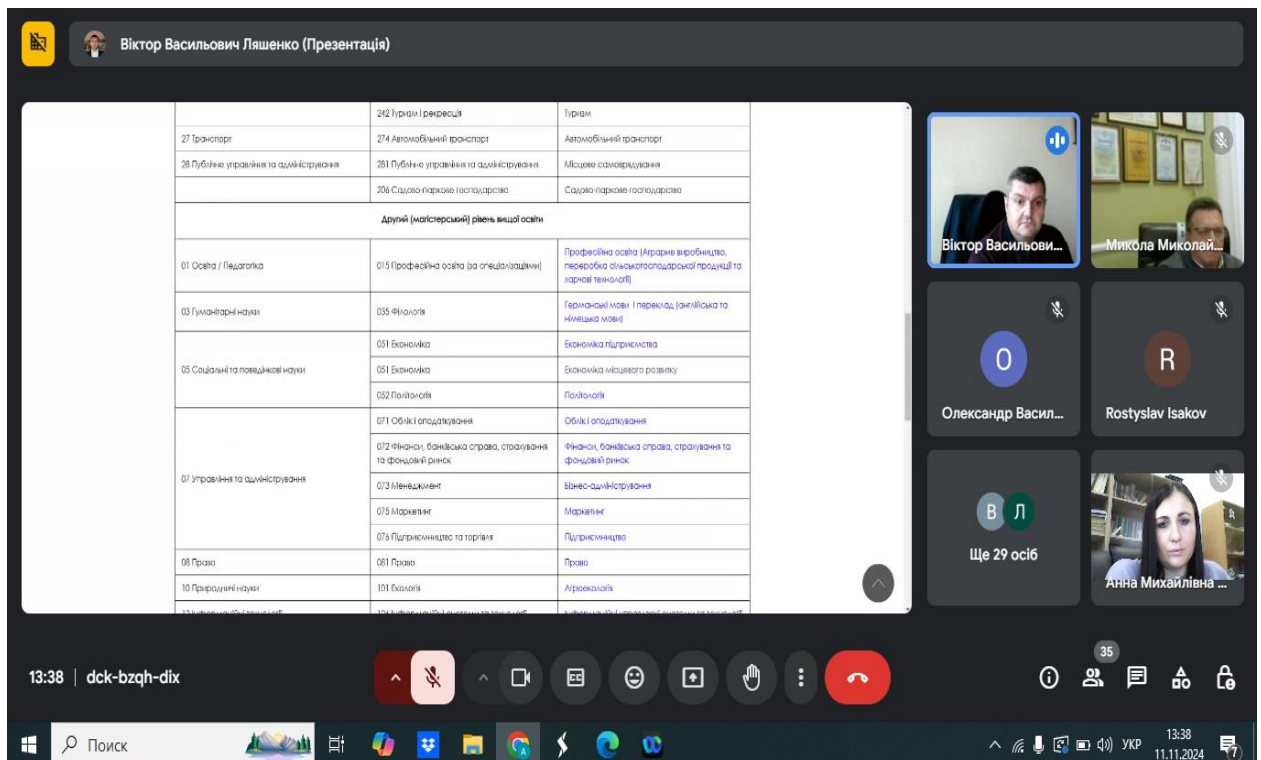 Віктор Васильович Ляшенко (Презентація)
242 Туризм і рекреація
Туризм
27 Транспорт
274 Автомобільний транспорт
Автомобільний транспорт
28 Публічне управління та адміністрування
281 Публічне управління та адміністрування
Місцеве самоврядування
206 Садово-паркове господарство
Садово-паркове господарство
Другий (магістерський) рівень вищої освіти
01 Освіта / Педагогіка
015 Професійна освіта (за спеціалізаціями)
Професійна освіта (Аграрне виробництво,
переробка сільськогосподарської продукції та
харчові технології)
03 Гуманітарні науки
035 Філологія
Германські мови і переклад (англійська та
німецька мови)
05 Соціальні та поведінкові науки
051 Економіка
Економіка підприємства
051 Економіка
Економіка місцевого розвитку
052 Політологія
Політологія
07 Управління та адміністрування
071 Облік і оподаткування
Облік і оподаткування
072 Фінанси, банківська справа, страхування
та фондовий ринок
Фінанси, банківська справа, страхування та
фондовий ринок
073 Менеджмент
Бізнес-адміністрування
075 Маркетинг
Маркетинг
076 Підприємництво та торгівля
Підприємництво
08 Право
081 Право
Право
10 Природничі науки
101 Екологія
Агроекологія
Віктор Васильови...
Микола Миколай...
О
Олександр Васил...
R
Rostyslav Isakov
В Л
Ще 29 осіб
Анна Михайлівна ...
13:38 | dck-bzqh-dix
CC
35
Поиск
УКР
13:38
11.11.2024
7